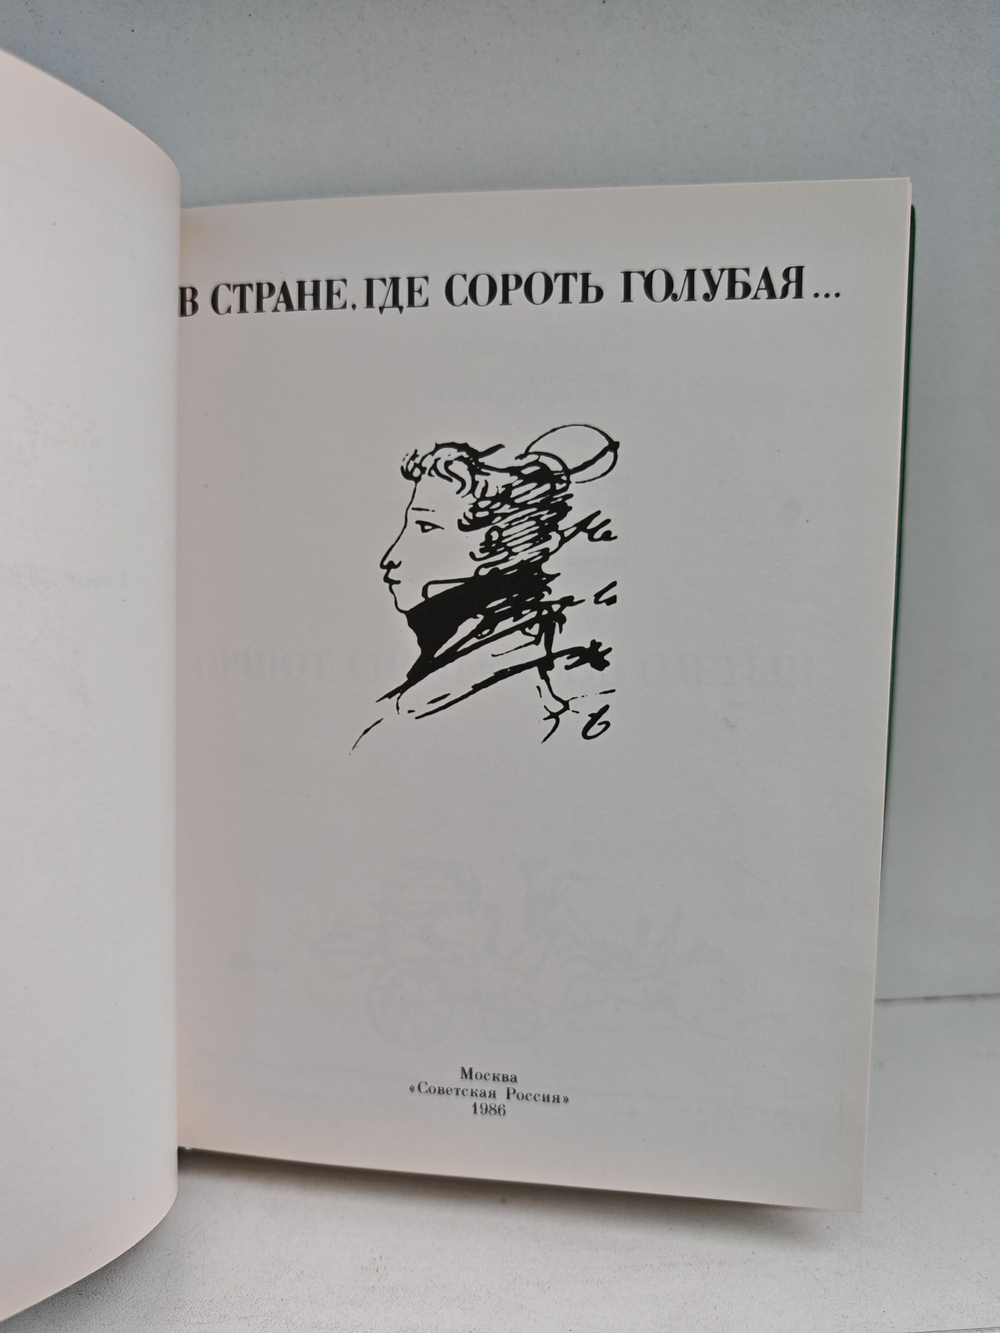 В СТРАНЕ, ГДЕ СОРОТЬ ГОЛУБАЯ...
Москва
«Советская Россия»
1986